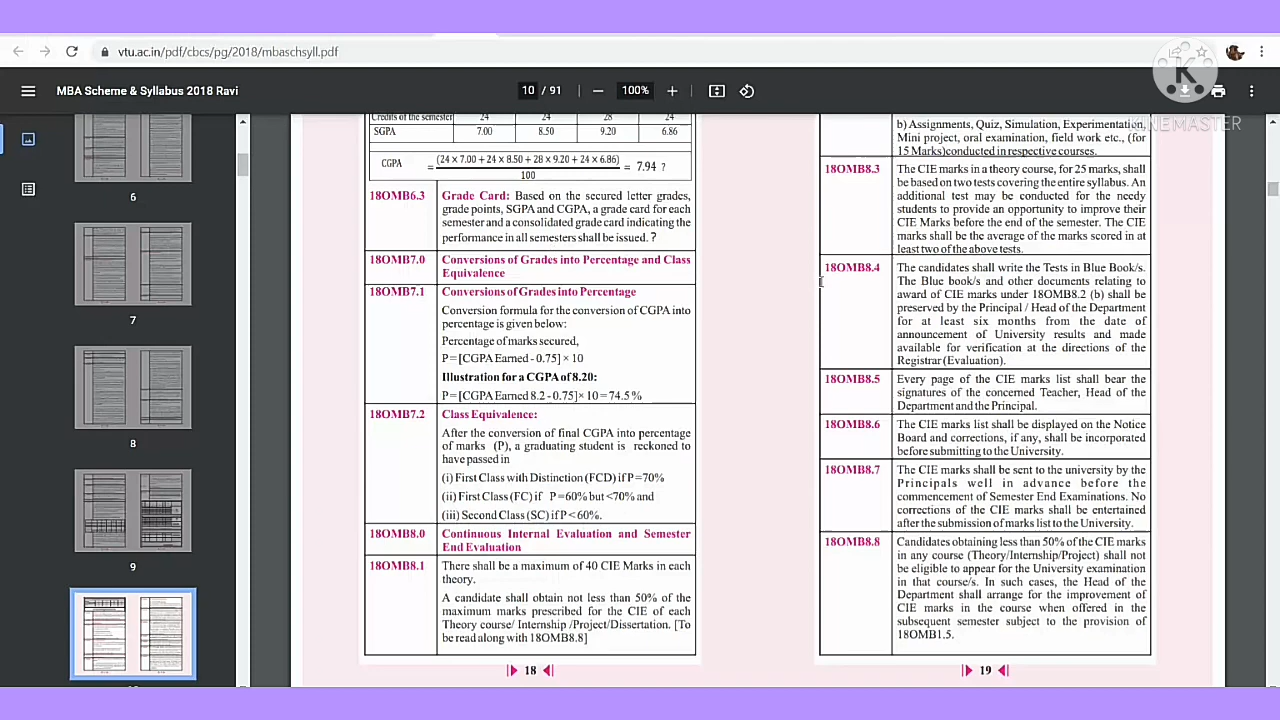 vtu.ac.in/pdf/cbcs/pg/2018/mbaschsyll.pdf
K
MBA Scheme & Syllabus 2018 Ravi
10 / 91
100%
KINEMASTER
6
7
8
9
Credits of the semester 24 24 28 24
SGPA 7.00 8.50 9.20 6.86
CGPA = (24 × 7.00 + 24 × 8.50 + 28 × 9.20 + 24 × 6.86) / 100 = 7.94 ?
18OMB6.3 Grade Card: Based on the secured letter grades,
grade points, SGPA and CGPA, a grade card for each
semester and a consolidated grade card indicating the
performance in all semesters shall be issued. ?
18OMB7.0 Conversions of Grades into Percentage and Class
Equivalence
18OMB7.1 Conversions of Grades into Percentage
Conversion formula for the conversion of CGPA into
percentage is given below:
Percentage of marks secured,
P = [CGPA Earned - 0.75] × 10
Illustration for a CGPA of 8.20:
P = [CGPA Earned 8.2 - 0.75]× 10 = 74.5 %
18OMB7.2 Class Equivalence:
After the conversion of final CGPA into percentage
of marks (P), a graduating student is reckoned to
have passed in
(i) First Class with Distinction (FCD) if P =70%
(ii) First Class (FC) if P =60% but <70% and
(iii) Second Class (SC) if P < 60%.
18OMB8.0 Continuous Internal Evaluation and Semester
End Evaluation
18OMB8.1 There shall be a maximum of 40 CIE Marks in each
theory.
A candidate shall obtain not less than 50% of the
maximum marks prescribed for the CIE of each
Theory course/ Internship /Project/Dissertation. [To
be read along with 18OMB8.8]
18
b) Assignments, Quiz, Simulation, Experimentation,
Mini project, oral examination, field work etc., (for
15 Marks)conducted in respective courses.
18OMB8.3 The CIE marks in a theory course, for 25 marks, shall
be based on two tests covering the entire syllabus. An
additional test may be conducted for the needy
students to provide an opportunity to improve their
CIE Marks before the end of the semester. The CIE
marks shall be the average of the marks scored in at
least two of the above tests.
18OMB8.4 The candidates shall write the Tests in Blue Book/s.
The Blue book/s and other documents relating to
award of CIE marks under 18OMB8.2 (b) shall be
preserved by the Principal / Head of the Department
for at least six months from the date of
announcement of University results and made
available for verification at the directions of the
Registrar (Evaluation).
18OMB8.5 Every page of the CIE marks list shall bear the
signatures of the concerned Teacher, Head of the
Department and the Principal.
18OMB8.6 The CIE marks list shall be displayed on the Notice
Board and corrections, if any, shall be incorporated
before submitting to the University.
18OMB8.7 The CIE marks shall be sent to the university by the
Principals well in advance before the
commencement of Semester End Examinations. No
corrections of the CIE marks shall be entertained
after the submission of marks list to the University.
18OMB8.8 Candidates obtaining less than 50% of the CIE marks
in any course (Theory/Internship/Project) shall not
be eligible to appear for the University examination
in that course/s. In such cases, the Head of the
Department shall arrange for the improvement of
CIE marks in the course when offered in the
subsequent semester subject to the provision of
18OMB1.5.
19